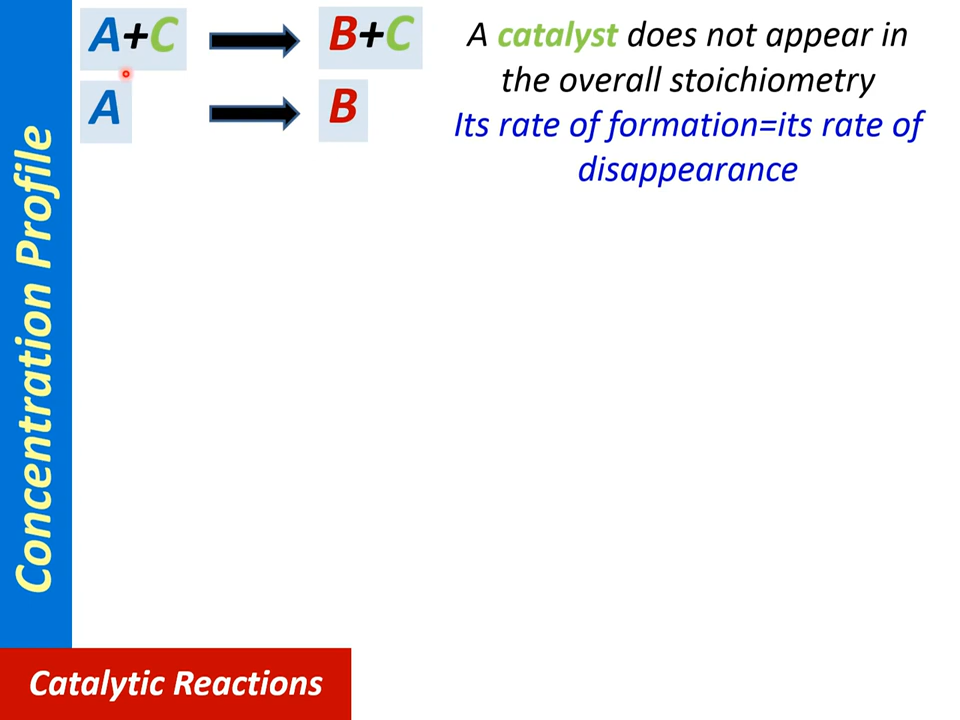 A+C B+C
A B
A catalyst does not appear in
the overall stoichiometry
Its rate of formation=its rate of
disappearance
Concentration Profile
Catalytic Reactions